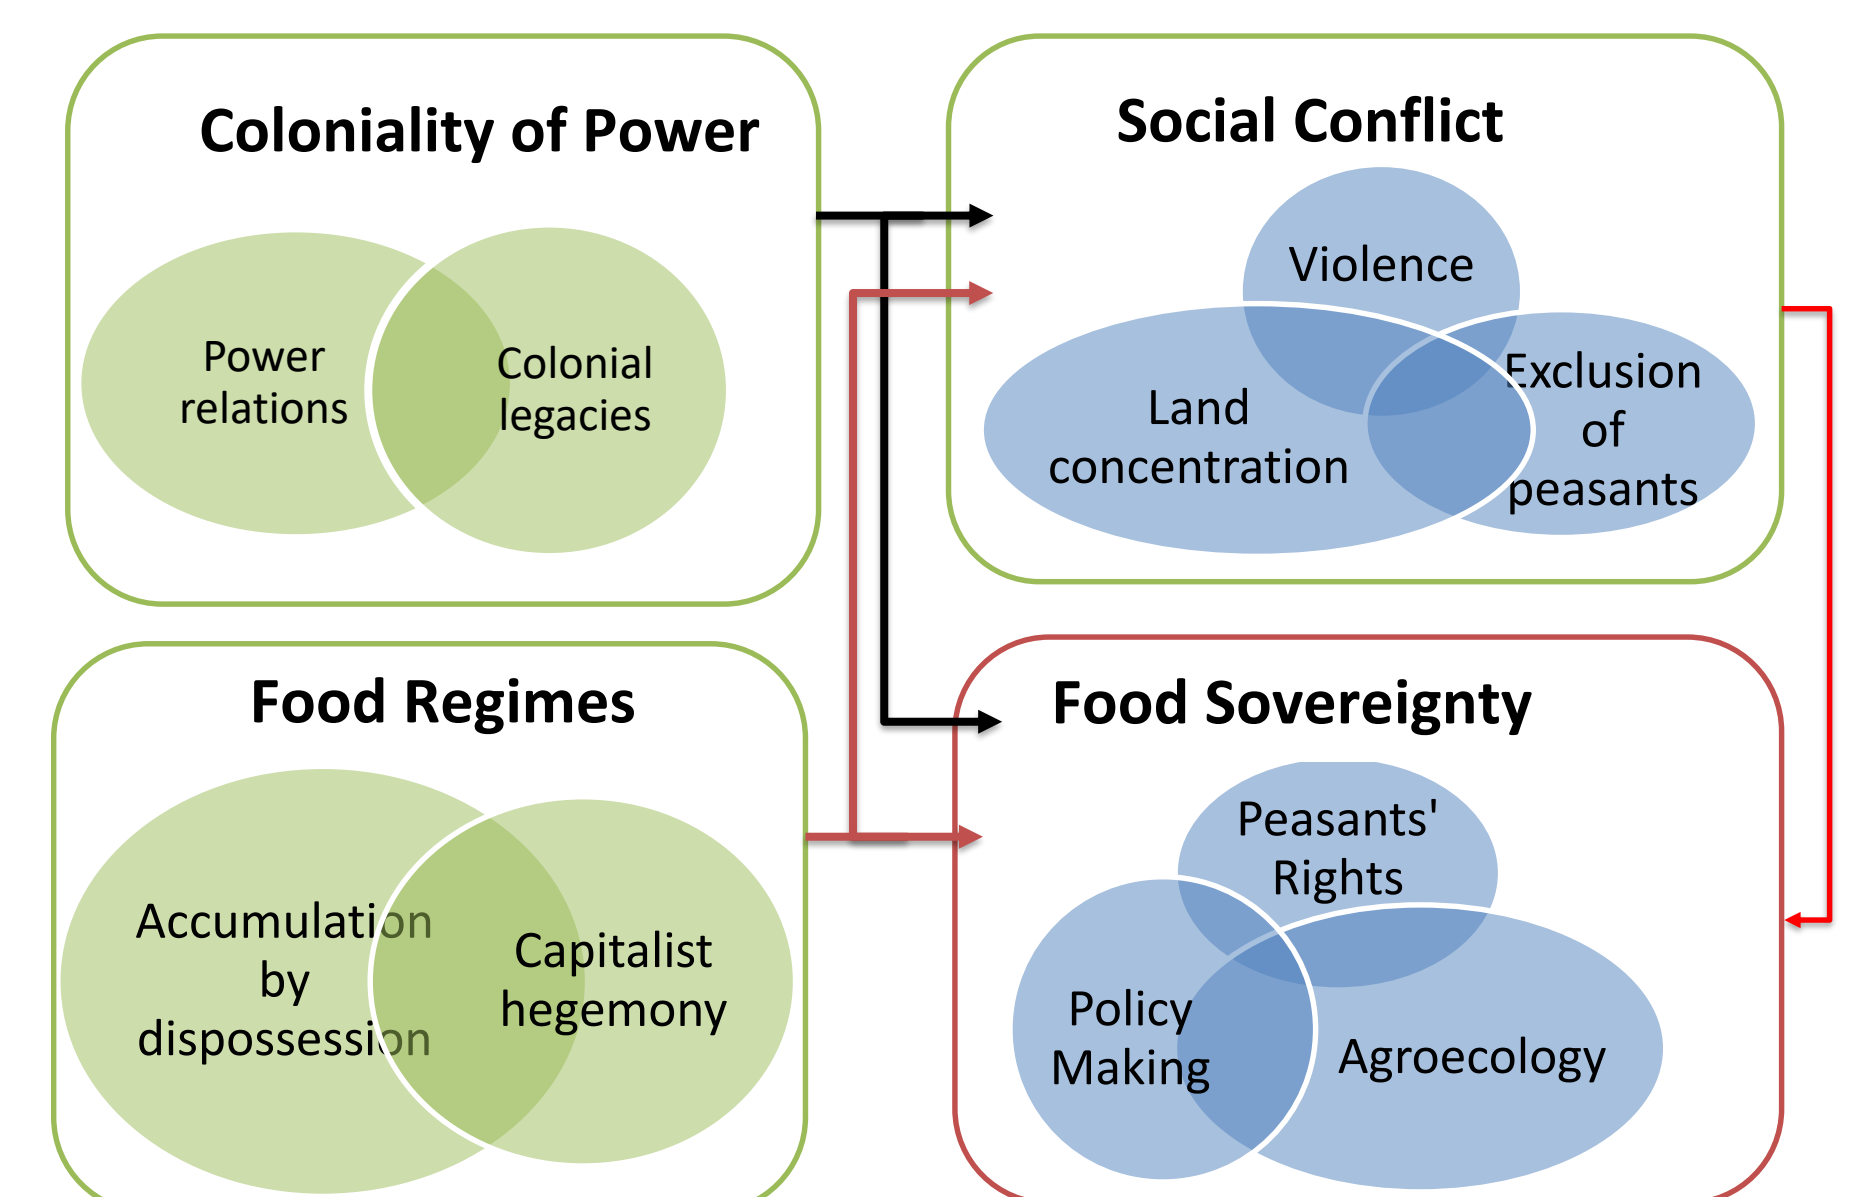 Coloniality of Power
Power
relations
Colonial
legacies
Social Conflict
Violence
Land
concentration
Exclusion
of
peasants
Food Regimes
Accumulation
by
dispossession
Capitalist
hegemony
Food Sovereignty
Peasants'
Rights
Policy
Making
Agroecology